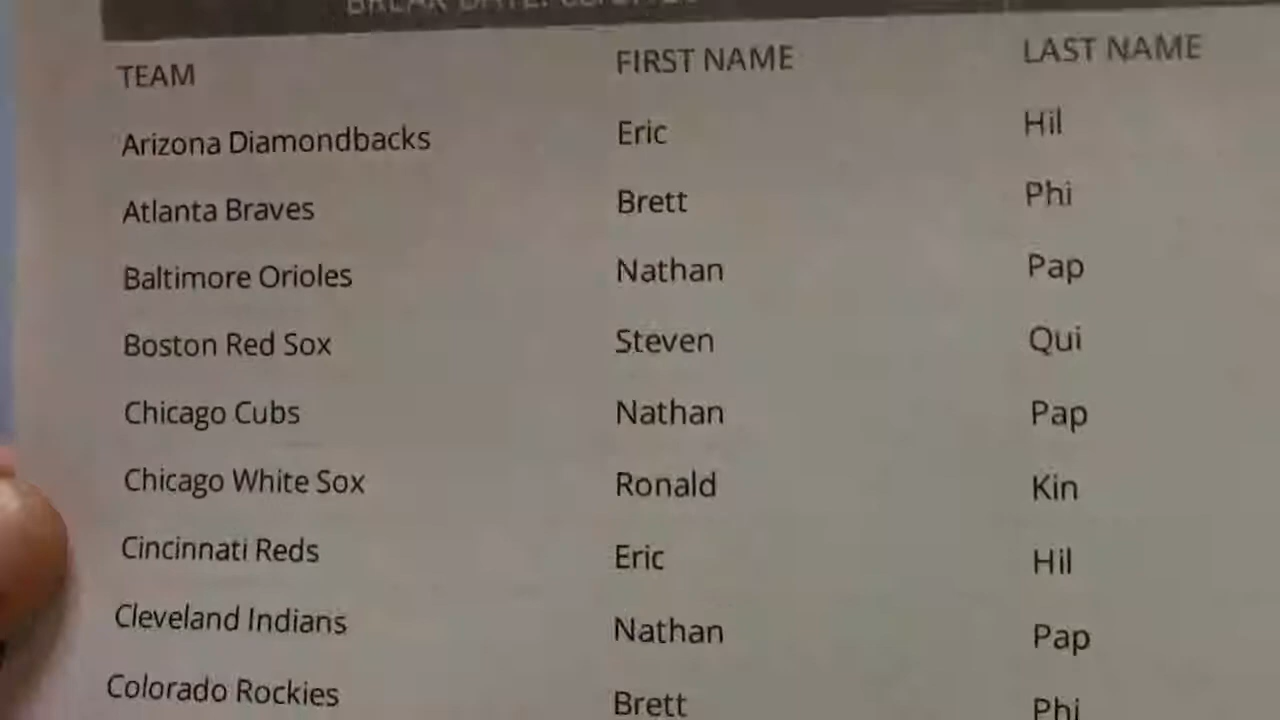 BREAK DATE:
TEAM FIRST NAME LAST NAME
Arizona Diamondbacks Eric Hil
Atlanta Braves Brett Phi
Baltimore Orioles Nathan Pap
Boston Red Sox Steven Qui
Chicago Cubs Nathan Pap
Chicago White Sox Ronald Kin
Cincinnati Reds Eric Hil
Cleveland Indians Nathan Pap
Colorado Rockies Brett Phi